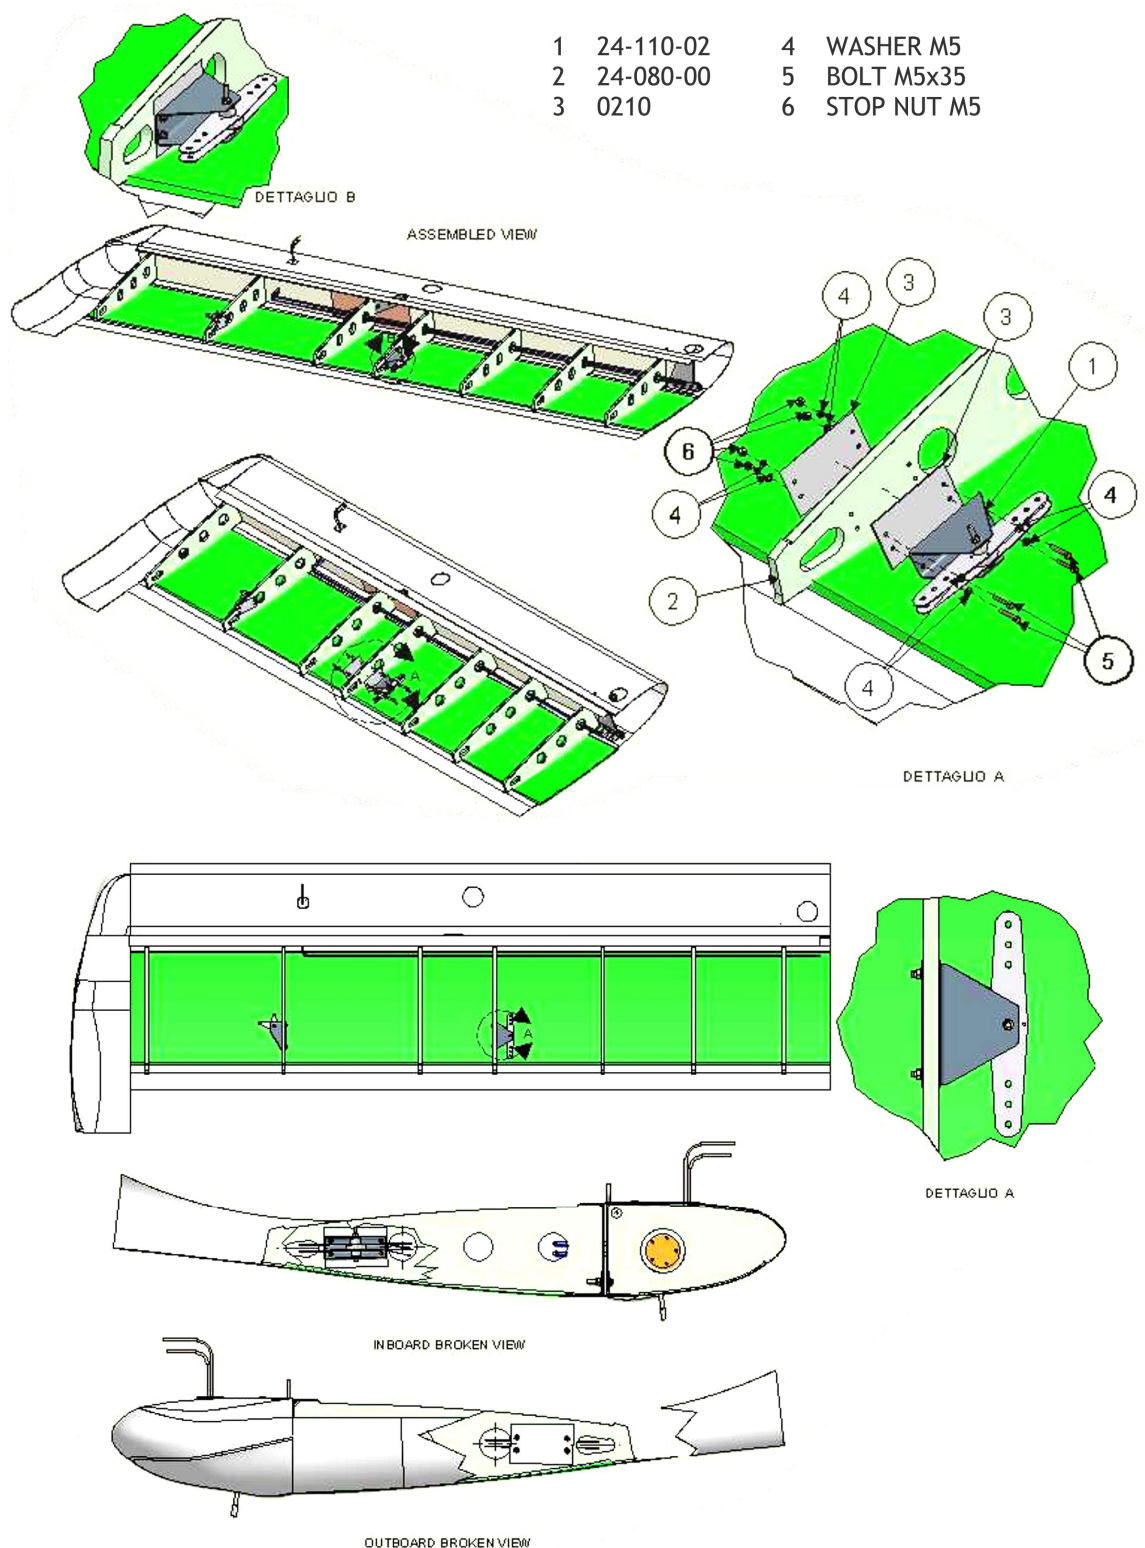 1 24-110-02 4 WASHER M5
2 24-080-00 5 BOLT M5x35
3 0210 6 STOP NUT M5
DETTAGLIO B
ASSEMBLED VIEW
4
3
3
1
6
4
4
2
4
5
A
DETTAGLIO A
A
DETTAGLIO A
INBOARD BROKEN VIEW
OUTBOARD BROKEN VIEW